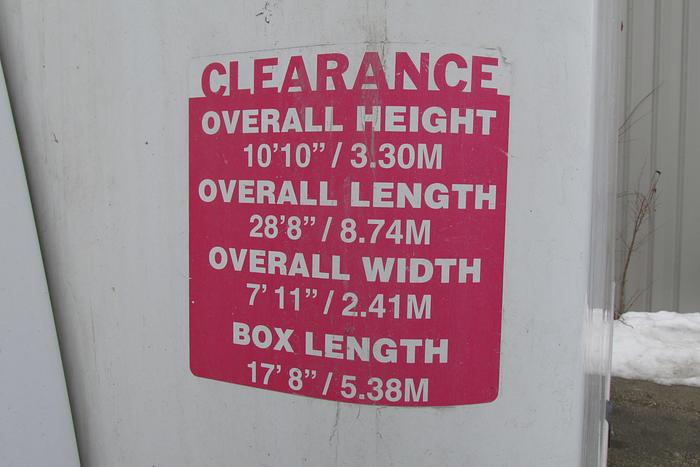 CLEARANCE
OVERALL HEIGHT
10'10” / 3.30M
OVERALL LENGTH
28'8” / 8.74M
OVERALL WIDTH
7' 11” / 2.41M
BOX LENGTH
17' 8” / 5.38M